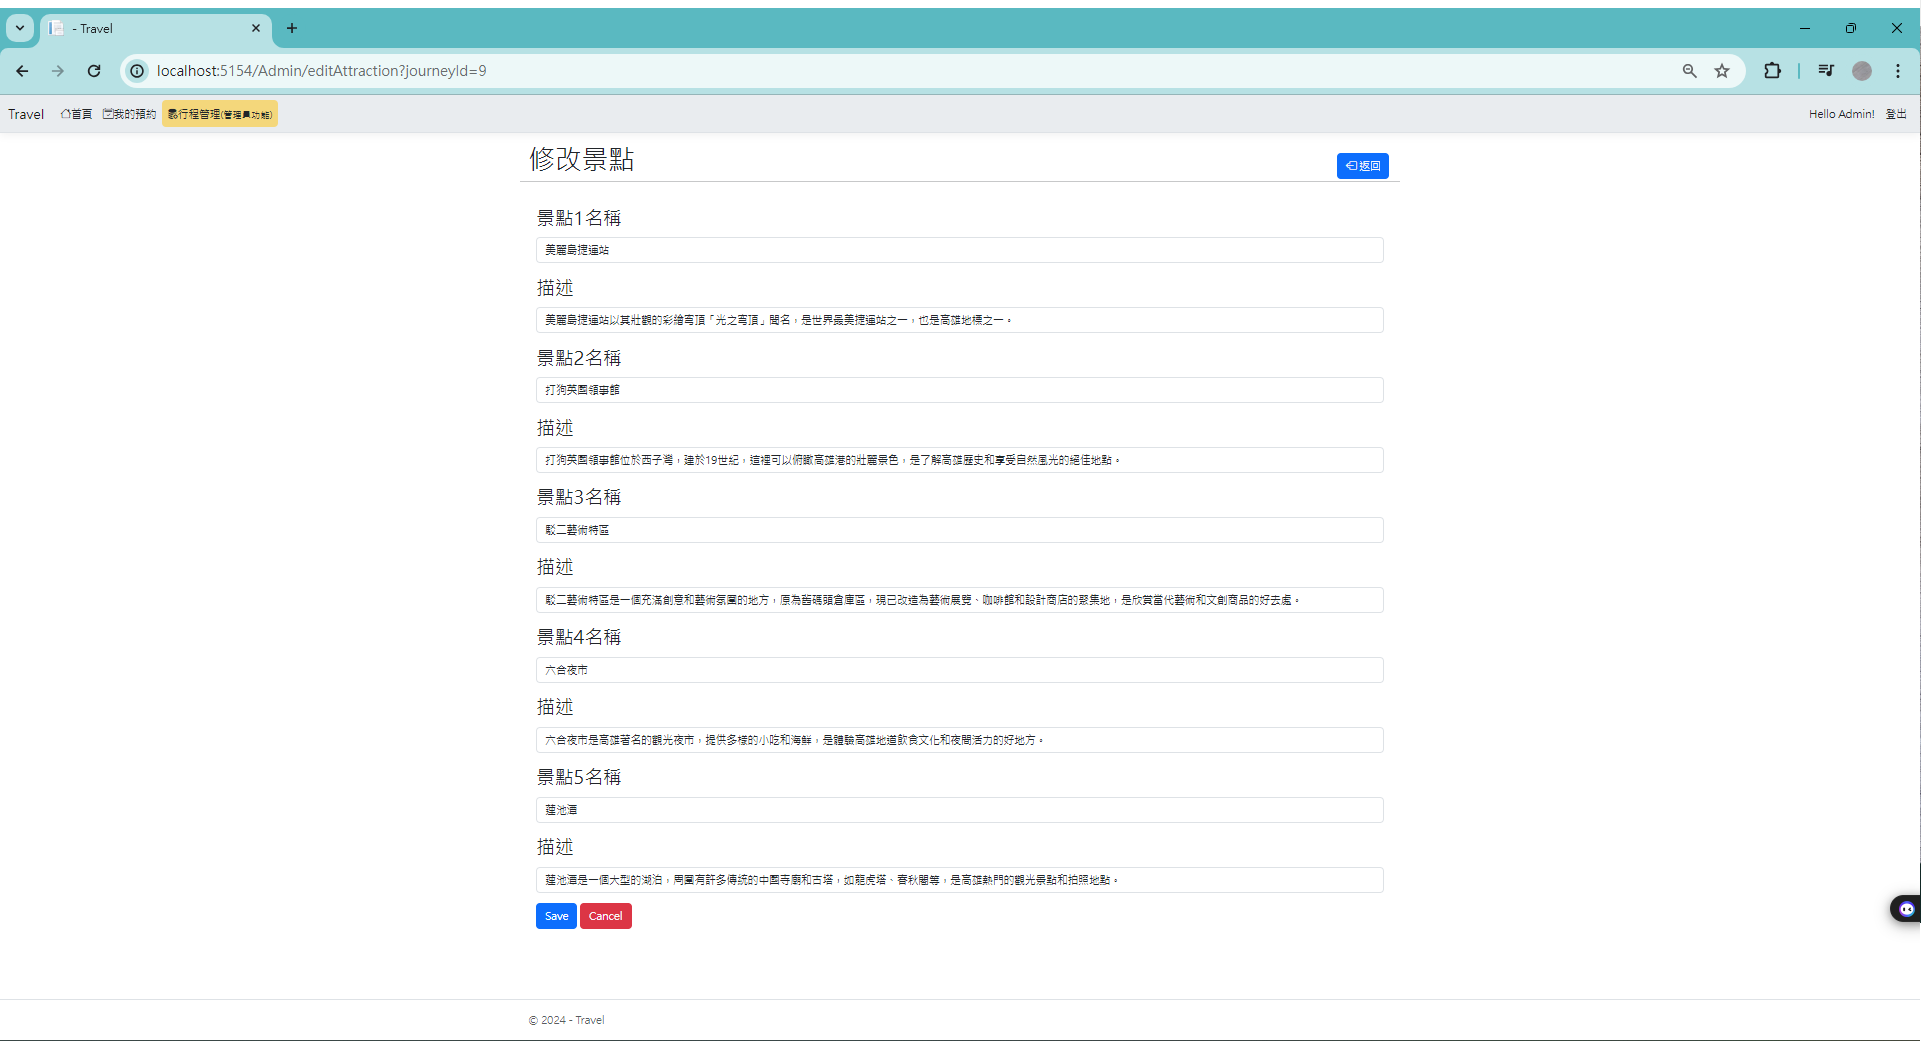 - Travel
localhost:5154/Admin/editAttraction?journeyId=9
Travel 首頁 我的預約 行程管理(管理員功能) Hello Admin! 登出
修改景點
返回
景點1名稱
美麗島捷運站
描述
美麗島捷運站以其壯觀的彩繪穹頂「光之穹頂」聞名，是世界最美捷運站之一，也是高雄地標之一。
景點2名稱
打狗英國領事館
描述
打狗英國領事館位於西子灣，建於19世紀，這裡可以俯瞰高雄港的壯麗景色，是了解高雄歷史和享受自然風光的絕佳地點。
景點3名稱
駁二藝術特區
描述
駁二藝術特區是一個充滿創意和藝術氛圍的地方，原為舊碼頭倉庫區，現已改造為藝術展覽、咖啡館和設計商店的聚集地，是欣賞當代藝術和文創商品的好去處。
景點4名稱
六合夜市
描述
六合夜市是高雄著名的觀光夜市，提供多樣的小吃和海鮮，是體驗高雄地道飲食文化和夜間活力的好地方。
景點5名稱
蓮池潭
描述
蓮池潭是一個大型的湖泊，周圍有許多傳統的中國寺廟和古塔，如龍虎塔、春秋閣等，是高雄熱門的觀光景點和拍照地點。
Save Cancel
© 2024 - Travel